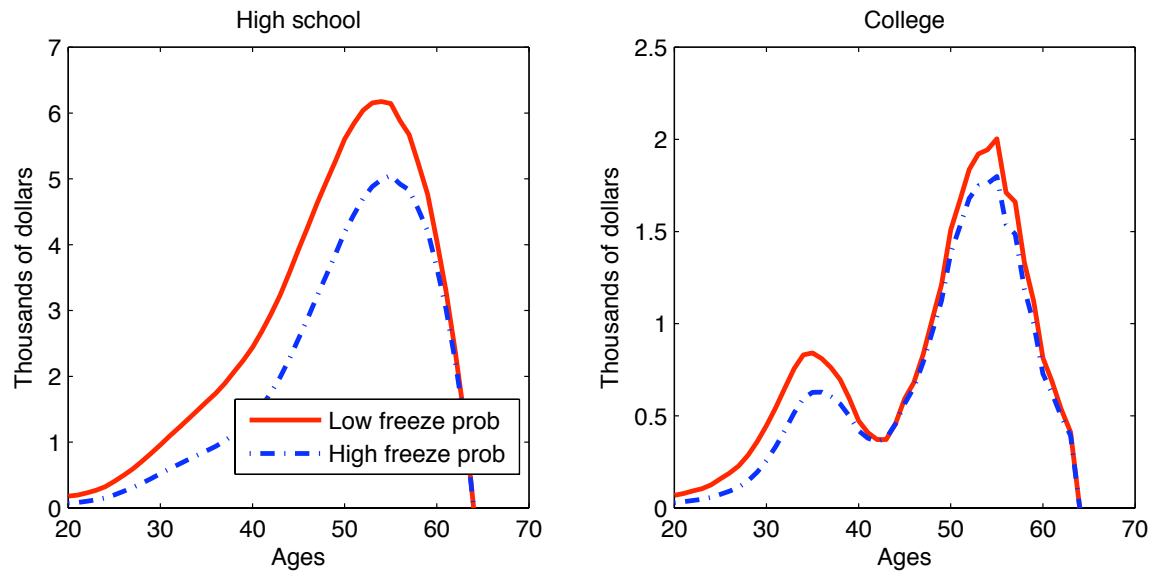 High school
7
6
5
4
3
2
1
0
Thousands of dollars
20 30 40 50 60 70
Ages
Low freeze prob
High freeze prob
College
2.5
2
1.5
1
0.5
0
Thousands of dollars
20 30 40 50 60 70
Ages